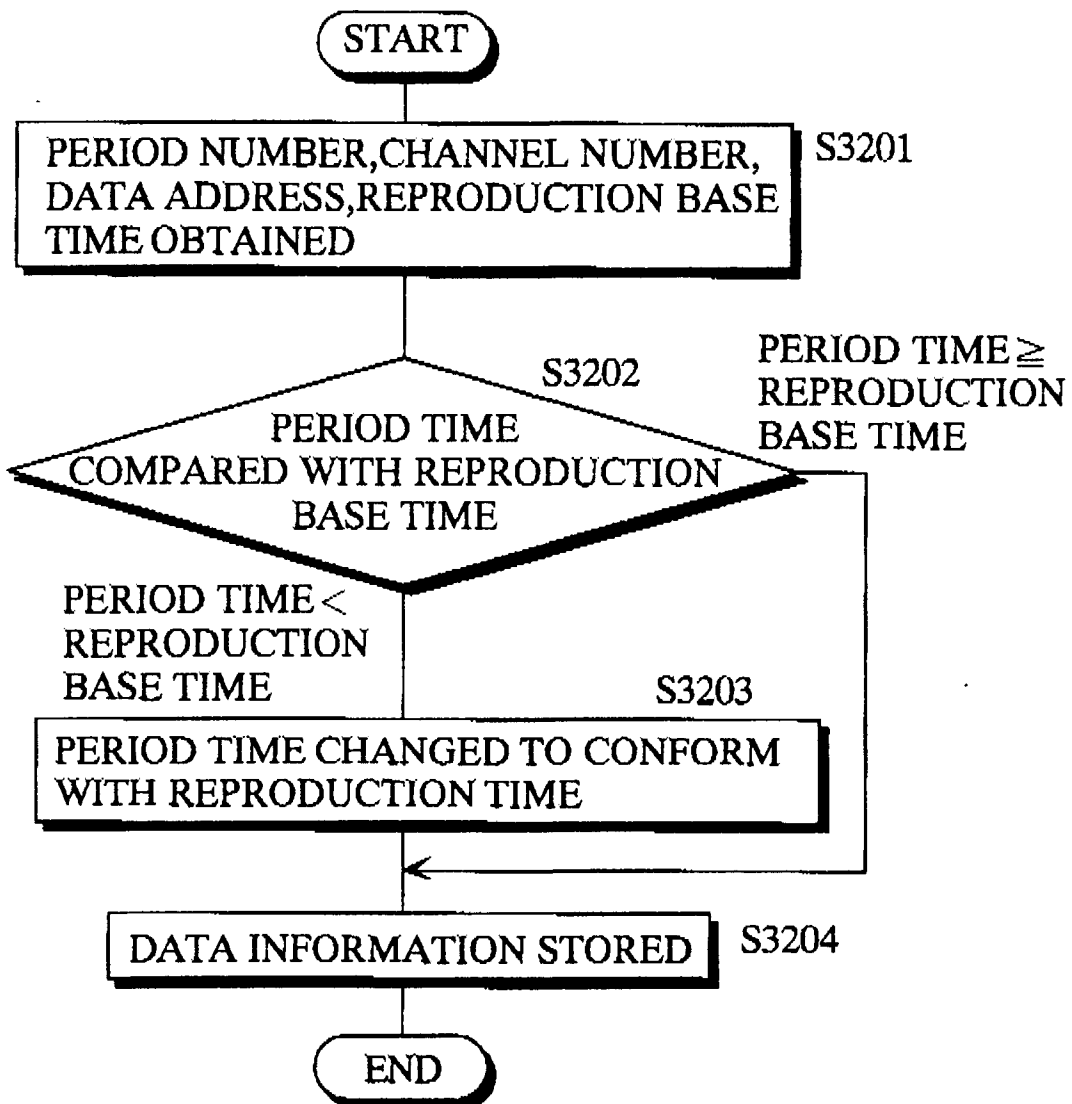 START
PERIOD NUMBER,CHANNEL NUMBER,
DATA ADDRESS,REPRODUCTION BASE
TIME OBTAINED
S3201
S3202
PERIOD TIME
COMPARED WITH REPRODUCTION
BASE TIME
PERIOD TIME≧
REPRODUCTION
BASE TIME
PERIOD TIME<
REPRODUCTION
BASE TIME
S3203
PERIOD TIME CHANGED TO CONFORM
WITH REPRODUCTION TIME
DATA INFORMATION STORED
S3204
END